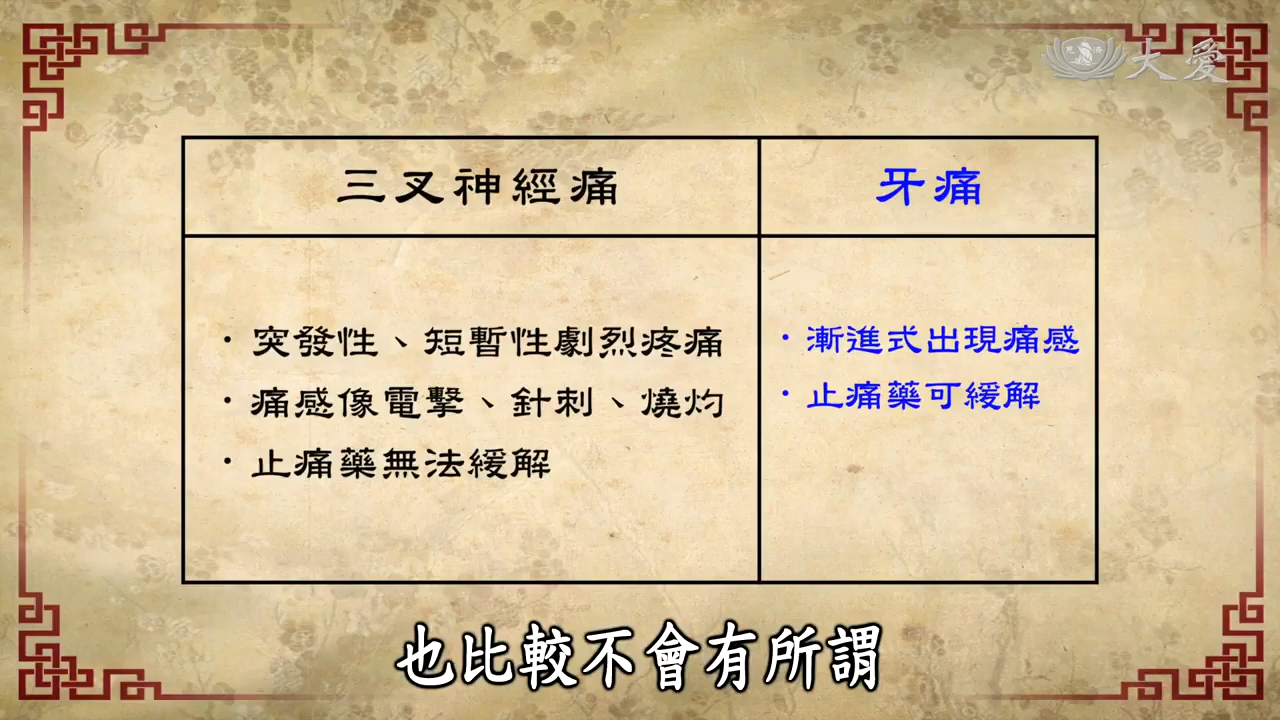 大愛
三叉神經痛
牙痛
・突發性、短暫性劇烈疼痛
・痛感像電擊、針刺、燒灼
・止痛藥無法緩解
・漸進式出現痛感
・止痛藥可緩解
也比較不會有所謂